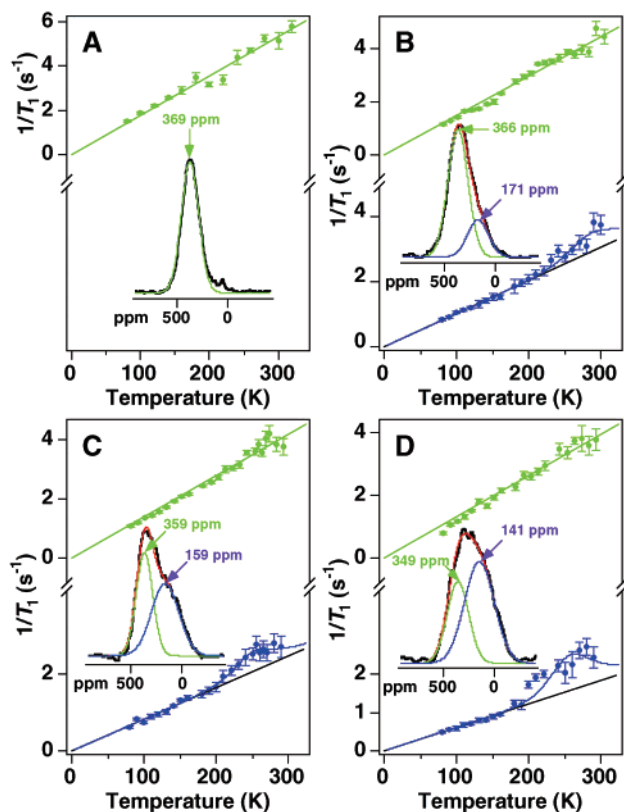 A
6
4
2
0
1/T1 (s-1)
369 ppm
ppm 500 0
0 100 200 300
Temperature (K)
B
4
2
0
1/T1 (s-1)
366 ppm
171 ppm
4
2
0
ppm 500 0
0 100 200 300
Temperature (K)
C
4
2
0
1/T1 (s-1)
359 ppm
159 ppm
2
0
ppm 500 0
0 100 200 300
Temperature (K)
D
4
2
0
1/T1 (s-1)
349 ppm
141 ppm
2
1
0
ppm 500 0
0 100 200 300
Temperature (K)